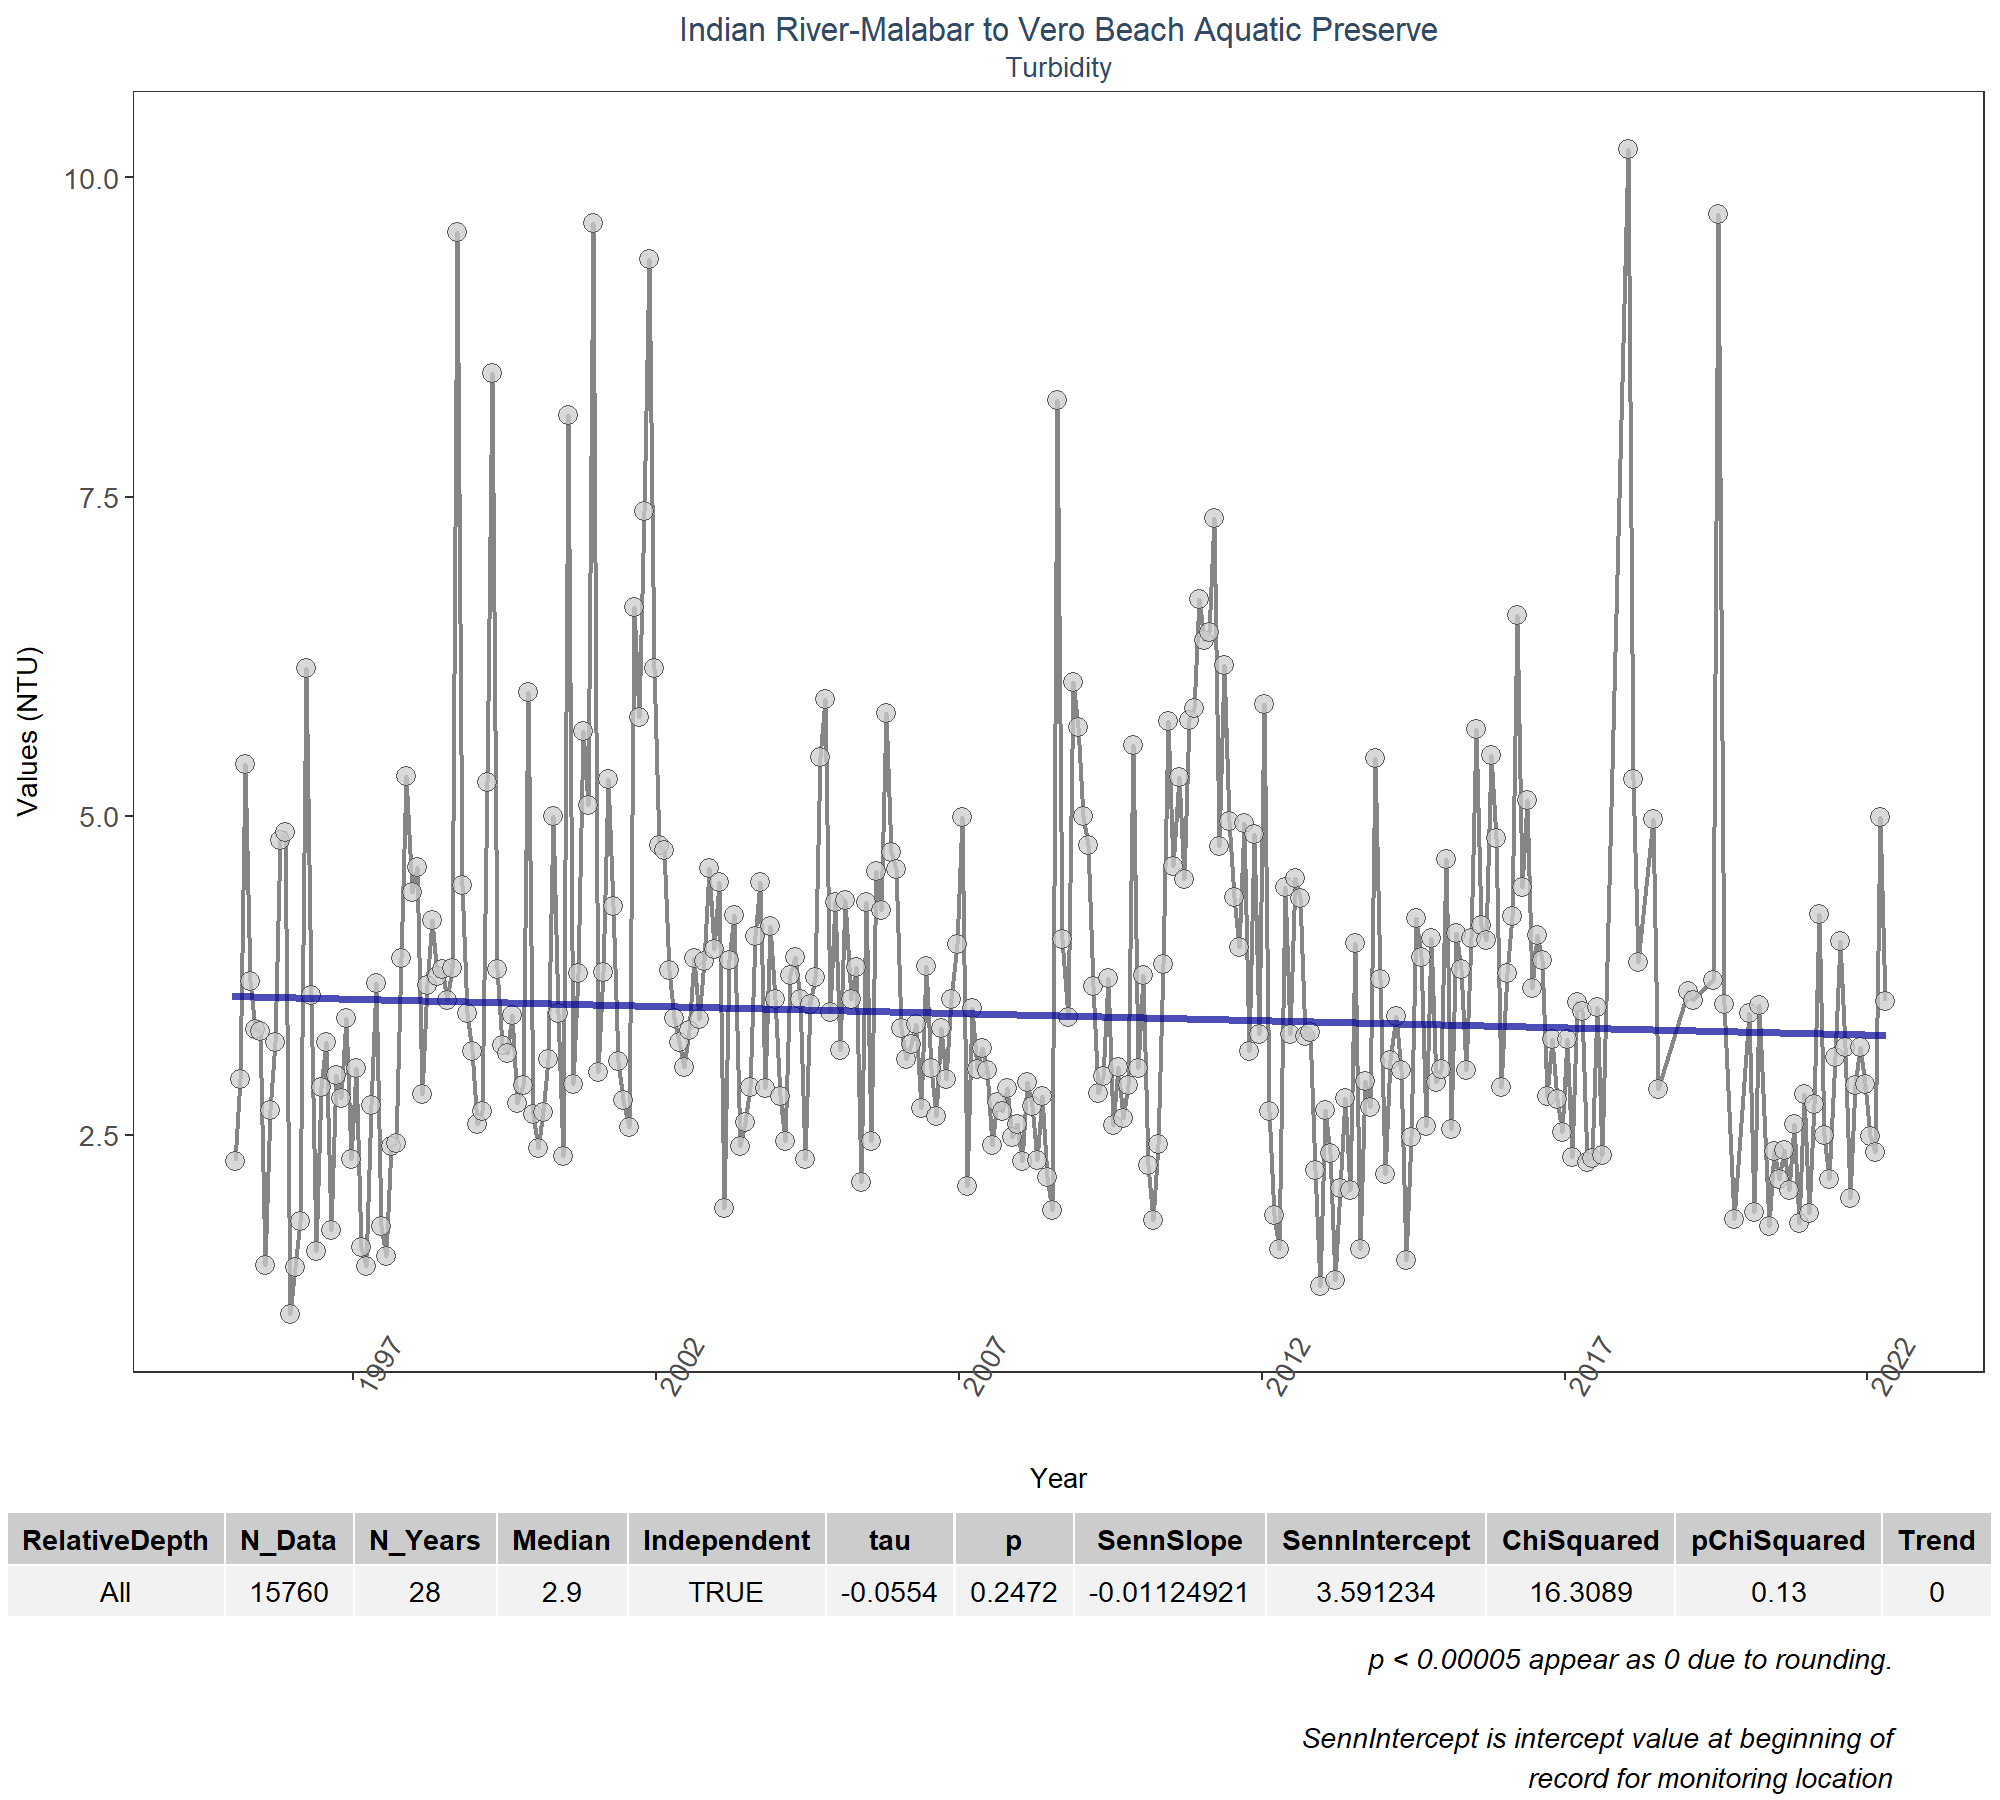 Indian River-Malabar to Vero Beach Aquatic Preserve
Turbidity
Values (NTU)
10.0
7.5
5.0
2.5
1997 2002 2007 2012 2017 2022
Year
RelativeDepth N_Data N_Years Median Independent tau p SennSlope SennIntercept ChiSquared pChiSquared Trend
All 15760 28 2.9 TRUE -0.0554 0.2472 -0.01124921 3.591234 16.3089 0.13 0
p < 0.00005 appear as 0 due to rounding.
SennIntercept is intercept value at beginning of
record for monitoring location